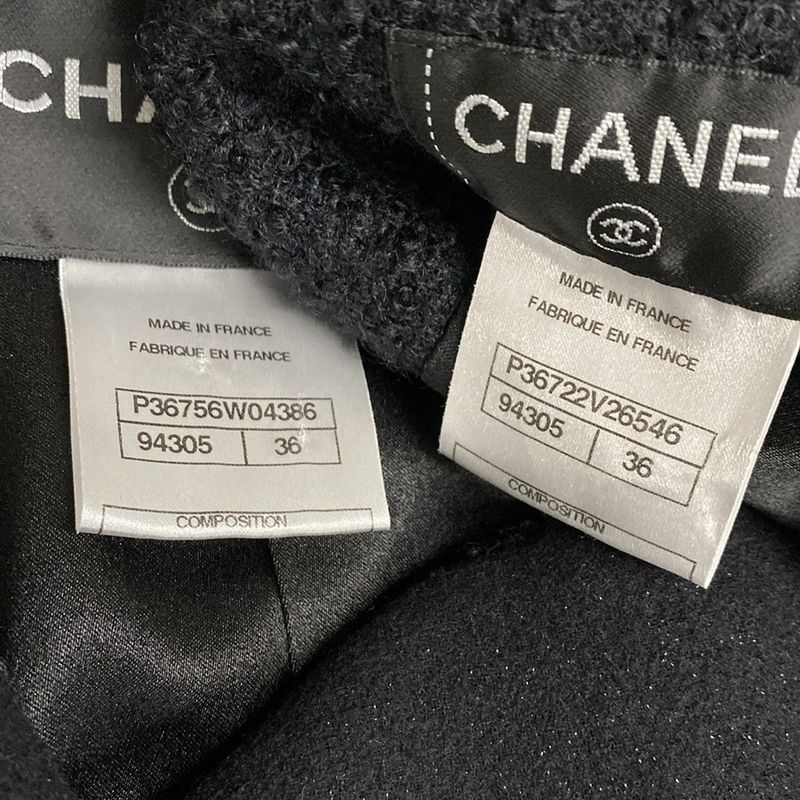 CHA
MADE IN FRANCE
FABRIQUE EN FRANCE
P36756W04386
94305 36
COMPOSITION
CHANEL
MADE IN FRANCE
FABRIQUE EN FRANCE
P36722V26546
94305 36
COMPOSITION